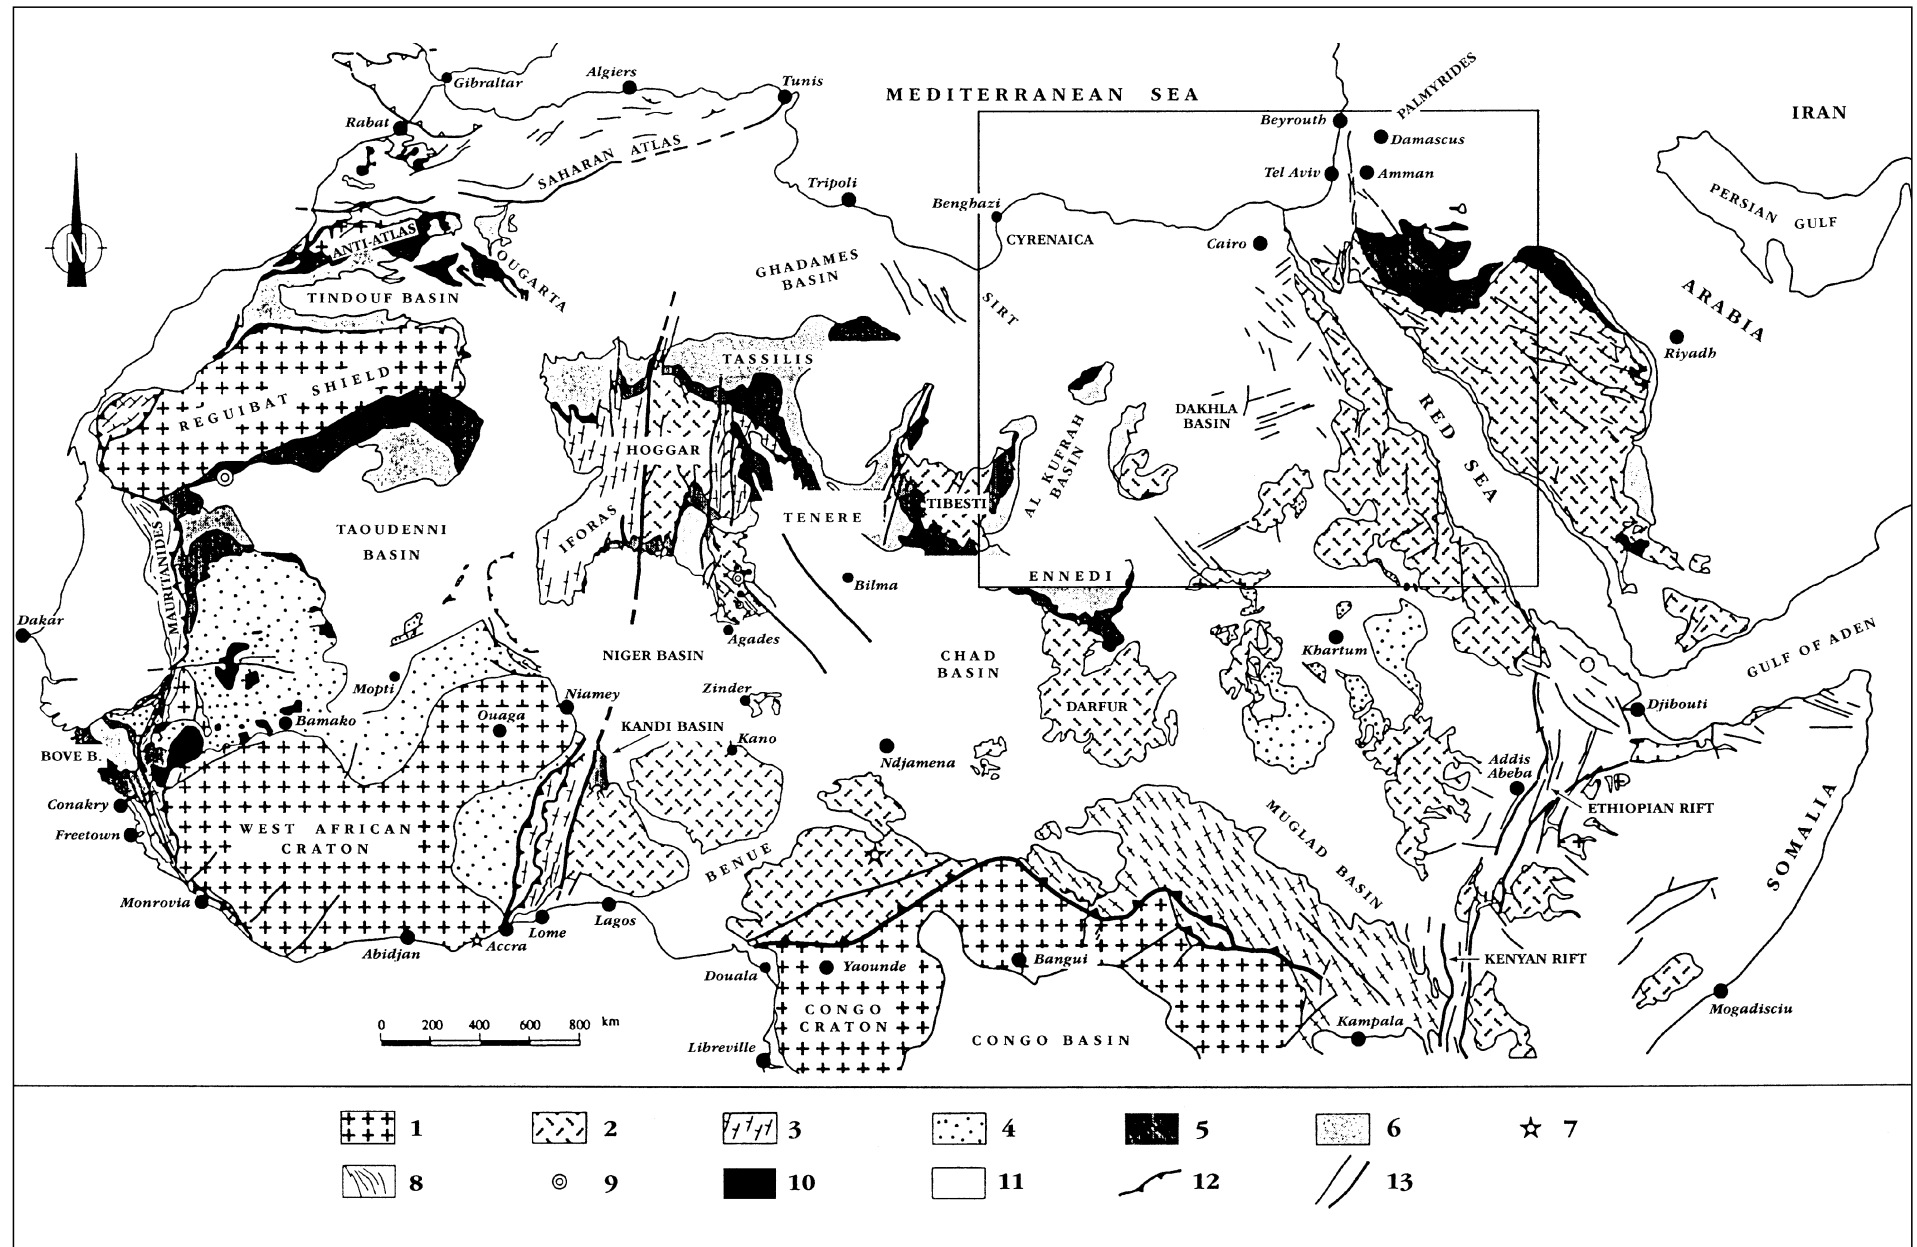 Gibraltar
Algiers
Tunis
MEDITERRANEAN SEA
PALMYRIDES
IRAN
Rabat
SAHARAN ATLAS
Beyrouth
Damascus
Tel Aviv
Amman
Tripoli
Benghazi
CYRENAICA
Cairo
PERSIAN GULF
N
ANTI-ATLAS
OUGARTA
TINDOUF BASIN
GHADAMES
BASIN
SIRT
ARABIA
Riyadh
TASSILIS
REGUIBAT SHIELD
DAKHLA
BASIN
RED SEA
HOGGAR
AL KUFRAH
BASIN
TIBESTI
TENERE
IFORAS
TAOUDENNI
BASIN
MAURITANIDES
Bilma
ENNEDI
Dakar
Agades
NIGER BASIN
CHAD
BASIN
Khartum
GULF OF ADEN
Mopti
Zinder
Niamey
Ouaga
DARFUR
Djibouti
Bamako
KANDI BASIN
Kano
BOVE B.
Ndjamena
Addis
Abeba
Conakry
ETHIOPIAN RIFT
Freetown
WEST AFRICAN
CRATON
MUGLAD BASIN
SOMALIA
BENUE
Monrovia
Lagos
Lome
Accra
Abidjan
Douala
Yaounde
Bangui
KENYAN RIFT
CONGO
CRATON
Mogadisciu
Kampala
0 200 400 600 800 km
Libreville
CONGO BASIN
1 2 3 4 5 6 7
8 9 10 11 12 13